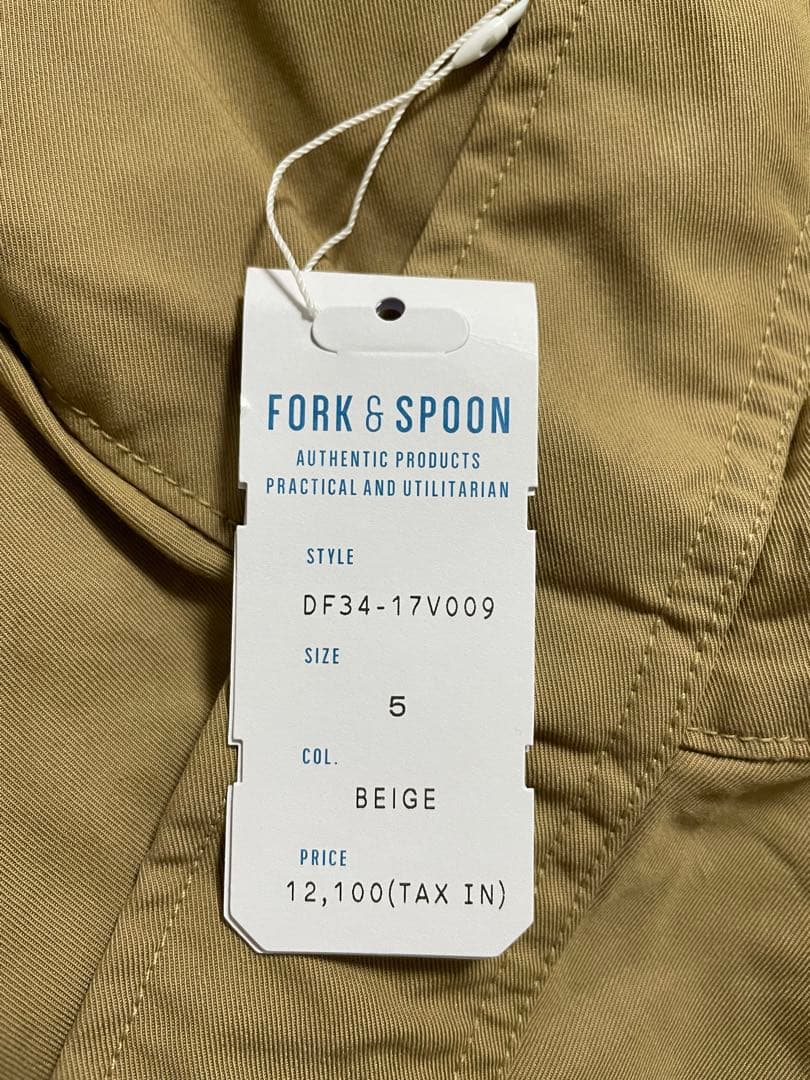 FORK & SPOON
AUTHENTIC PRODUCTS
PRACTICAL AND UTILITARIAN
STYLE
DF34-17V009
SIZE
5
COL.
BEIGE
PRICE
12,100(TAX IN)